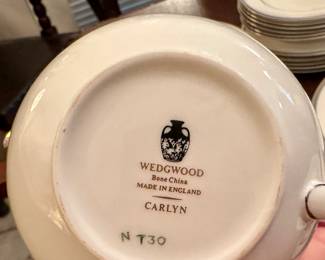 WEDGWOOD
Bone China
MADE IN ENGLAND
CARLYN
N T30